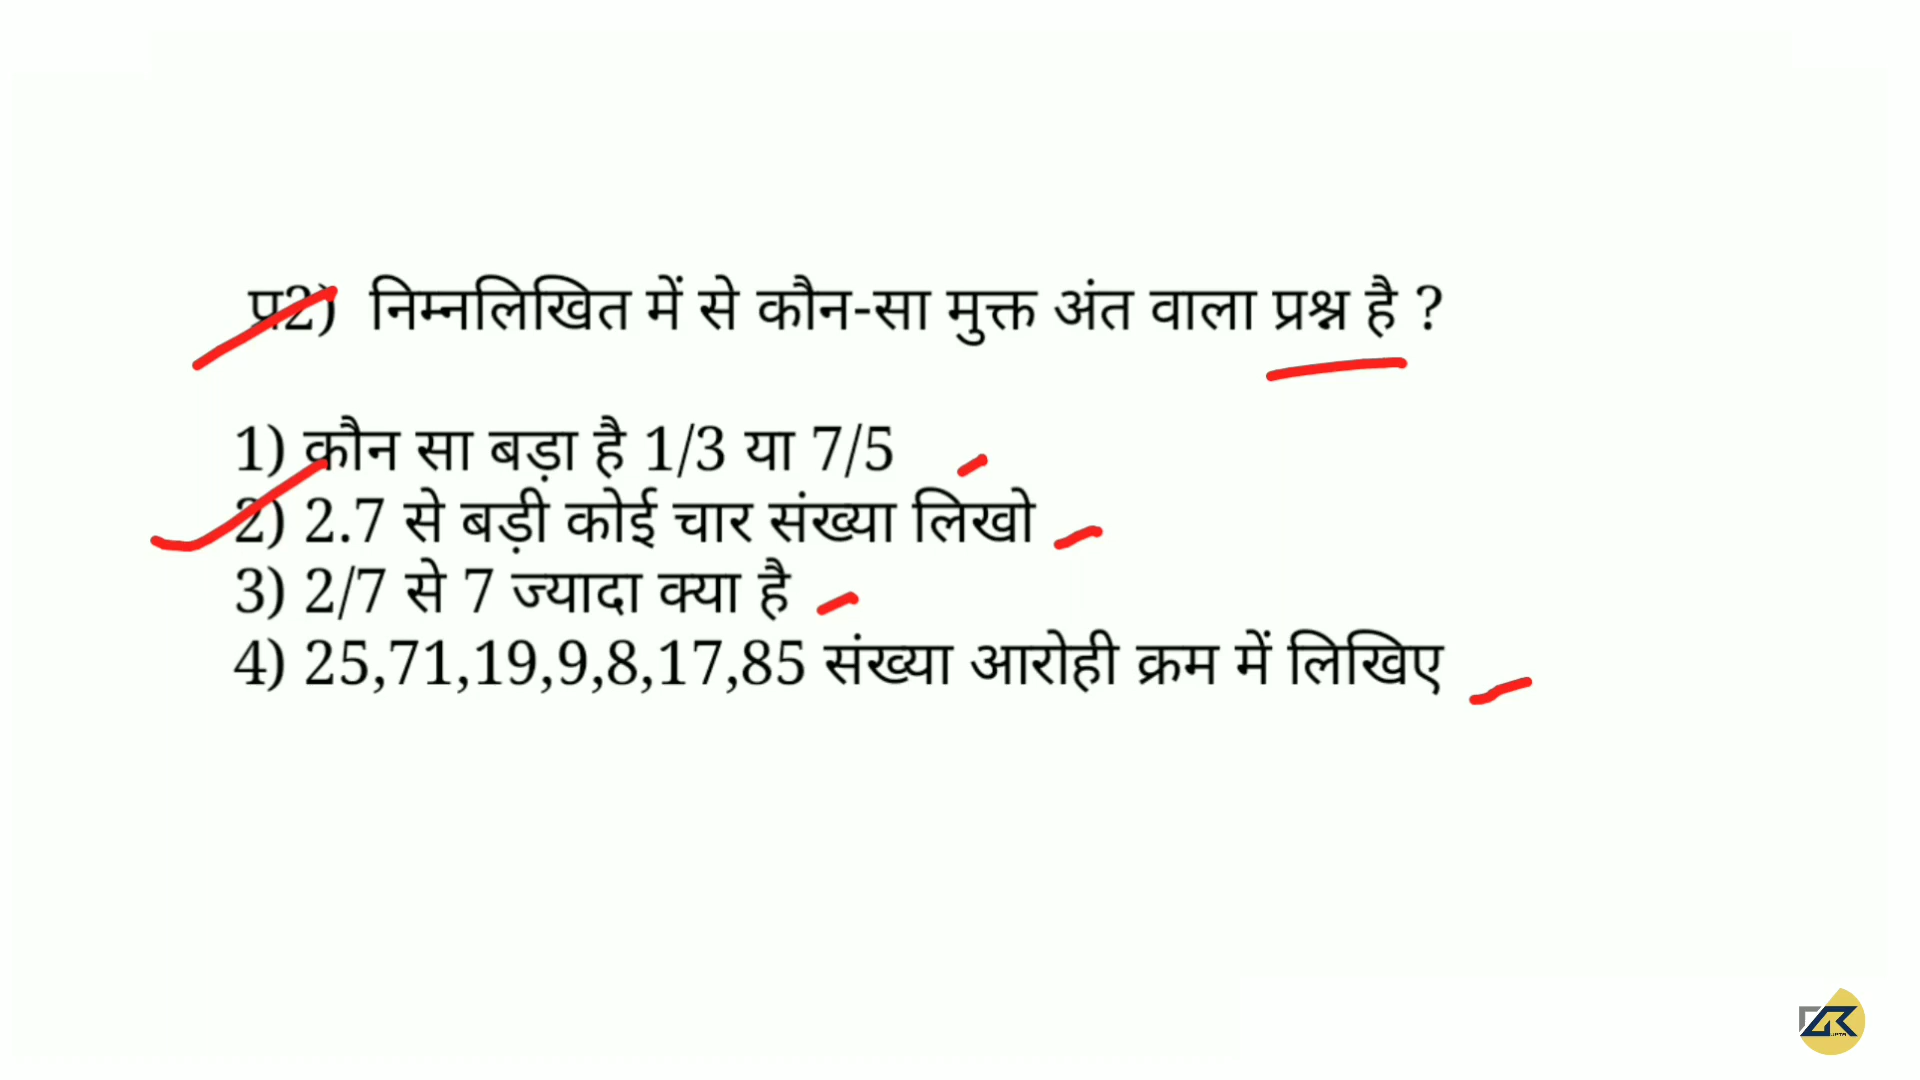 प्र2) निम्नलिखित में से कौन-सा मुक्त अंत वाला प्रश्न है ?
1) कौन सा बड़ा है 1/3 या 7/5
2) 2.7 से बड़ी कोई चार संख्या लिखो
3) 2/7 से 7 ज्यादा क्या है
4) 25,71,19,9,8,17,85 संख्या आरोही क्रम में लिखिए